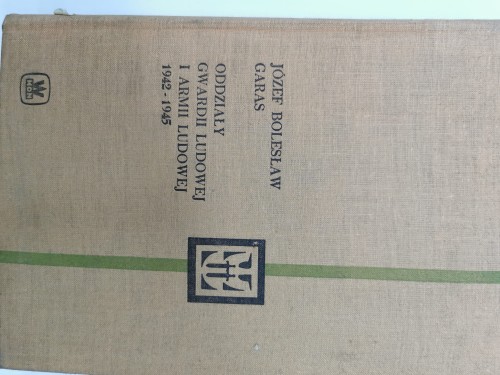 JÓZEF BOLESŁAW
GARAS
ODDZIAŁY
GWARDII LUDOWEJ
I ARMII LUDOWEJ
1942-1945